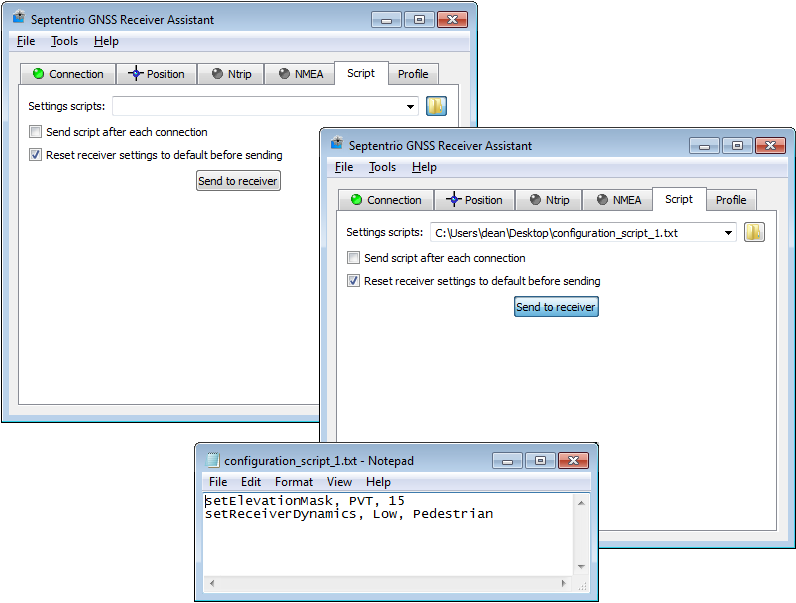 Septentrio GNSS Receiver Assistant
File Tools Help
Connection Position Ntrip NMEA Script Profile
Settings scripts:
Send script after each connection
Reset receiver settings to default before sending
Send to receiver
Septentrio GNSS Receiver Assistant
File Tools Help
Connection Position Ntrip NMEA Script Profile
Settings scripts: C:\Users\dean\Desktop\configuration_script_1.txt
Send script after each connection
Reset receiver settings to default before sending
Send to receiver
configuration_script_1.txt - Notepad
File Edit Format View Help
setElevationMask, PVT, 15
setReceiverDynamics, Low, Pedestrian